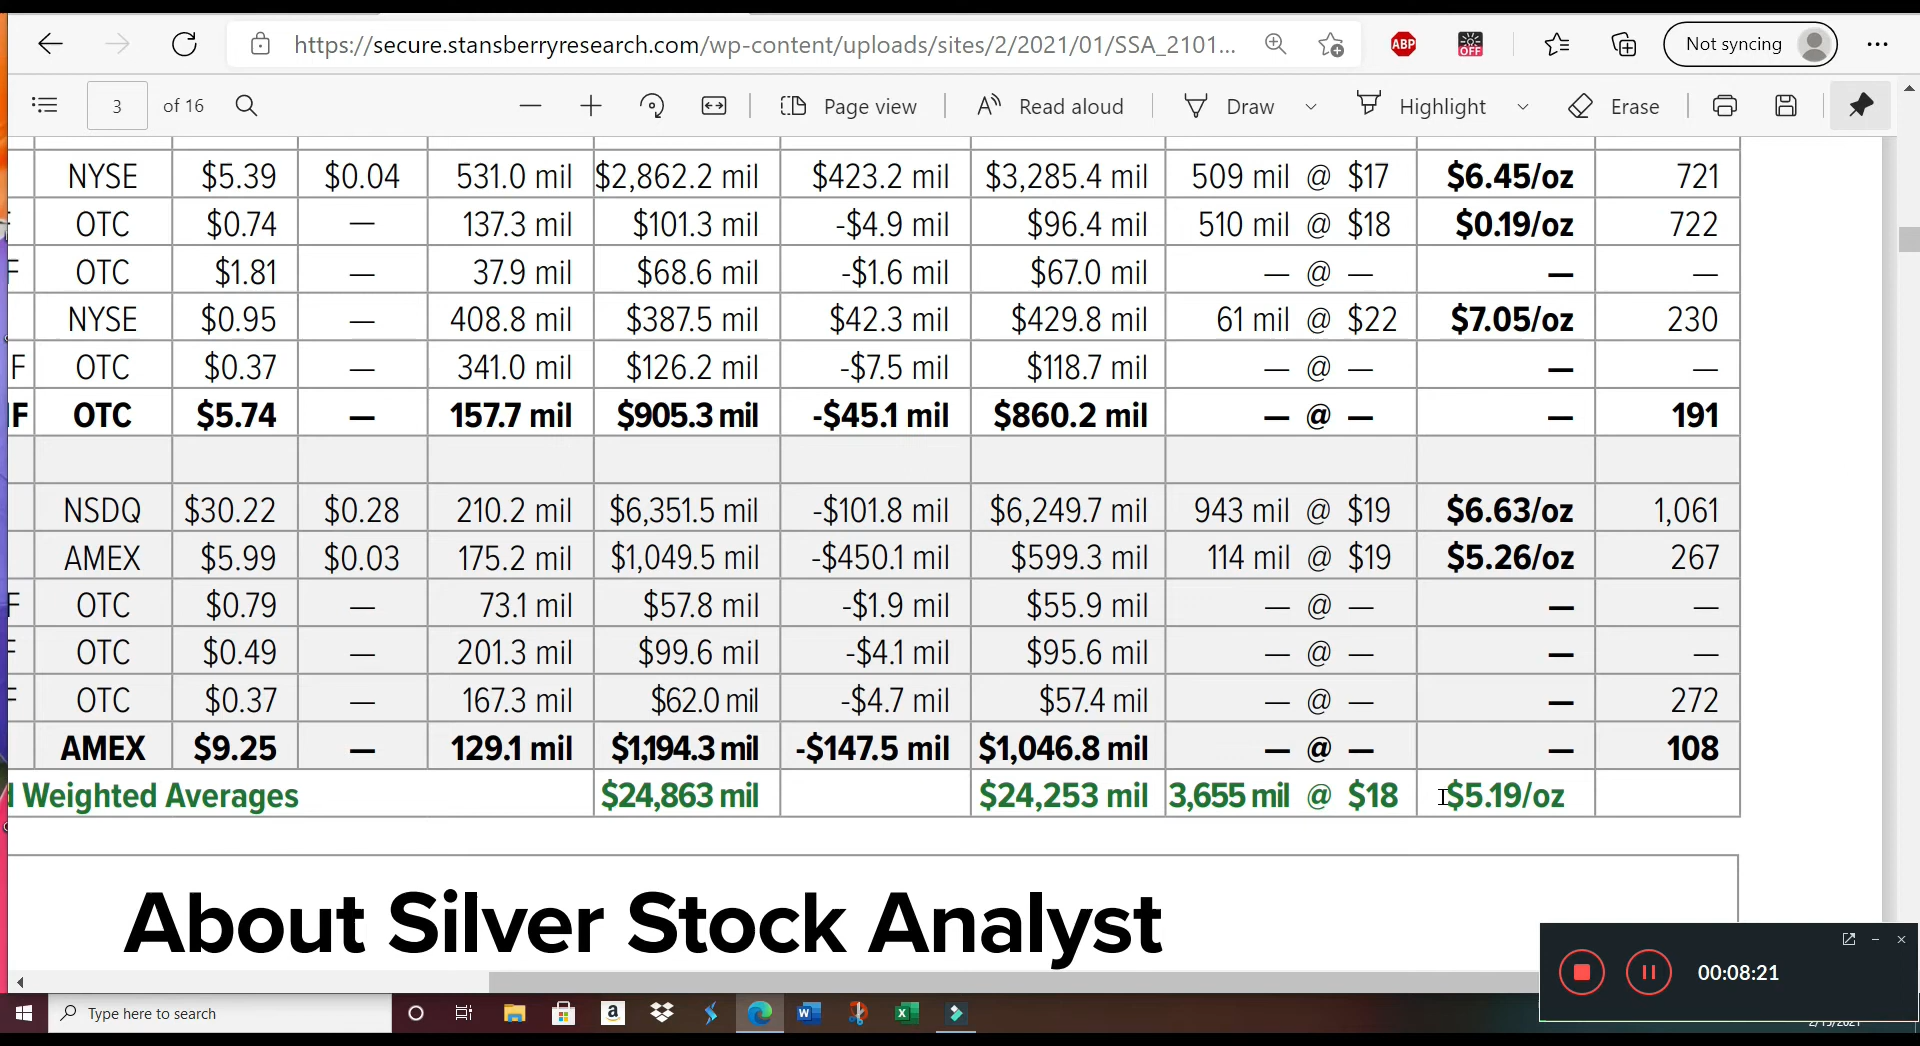 https://secure.stansberryresearch.com/wp-content/uploads/sites/2/2021/01/SSA_2101...
ABP
OFF
Not syncing
3 of 16
Page view
Read aloud
Draw
Highlight
Erase
NYSE $5.39 $0.04 531.0 mil $2,862.2 mil $423.2 mil $3,285.4 mil 509 mil @ $17 $6.45/oz 721
OTC $0.74 — 137.3 mil $101.3 mil -$4.9 mil $96.4 mil 510 mil @ $18 $0.19/oz 722
F OTC $1.81 — 37.9 mil $68.6 mil -$1.6 mil $67.0 mil — @ — — —
NYSE $0.95 — 408.8 mil $387.5 mil $42.3 mil $429.8 mil 61 mil @ $22 $7.05/oz 230
F OTC $0.37 — 341.0 mil $126.2 mil -$7.5 mil $118.7 mil — @ — — —
F OTC $5.74 — 157.7 mil $905.3 mil -$45.1 mil $860.2 mil — @ — — 191
NSDQ $30.22 $0.28 210.2 mil $6,351.5 mil -$101.8 mil $6,249.7 mil 943 mil @ $19 $6.63/oz 1,061
AMEX $5.99 $0.03 175.2 mil $1,049.5 mil -$450.1 mil $599.3 mil 114 mil @ $19 $5.26/oz 267
F OTC $0.79 — 73.1 mil $57.8 mil -$1.9 mil $55.9 mil — @ — — —
OTC $0.49 — 201.3 mil $99.6 mil -$4.1 mil $95.6 mil — @ — — —
OTC $0.37 — 167.3 mil $62.0 mil -$4.7 mil $57.4 mil — @ — — 272
AMEX $9.25 — 129.1 mil $1,194.3 mil -$147.5 mil $1,046.8 mil — @ — — 108
Weighted Averages $24,863 mil $24,253 mil 3,655 mil @ $18 $5.19/oz
About Silver Stock Analyst
00:08:21
Type here to search